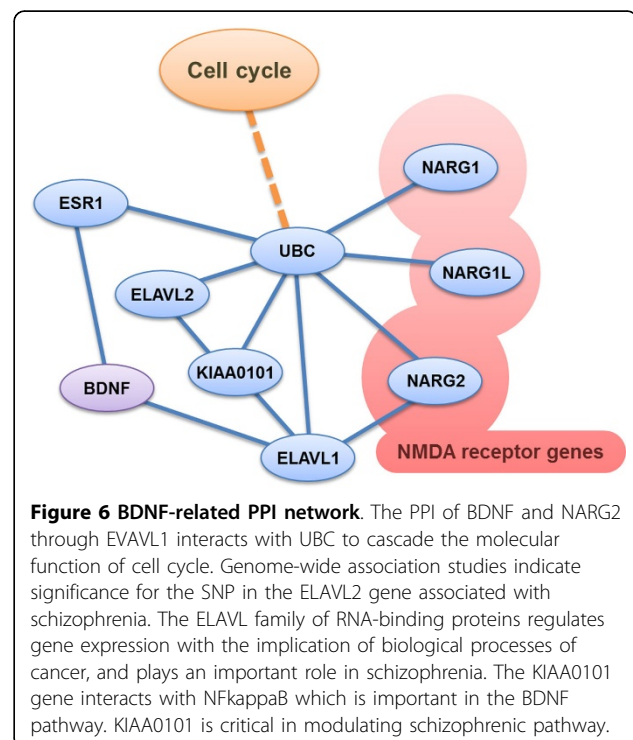 Cell cycle
NARG1
ESR1
UBC
NARG1L
ELAVL2
KIAA0101
NARG2
BDNF
ELAVL1
NMDA receptor genes
Figure 6 BDNF-related PPI network. The PPI of BDNF and NARG2
through EVAVL1 interacts with UBC to cascade the molecular
function of cell cycle. Genome-wide association studies indicate
significance for the SNP in the ELAVL2 gene associated with
schizophrenia. The ELAVL family of RNA-binding proteins regulates
gene expression with the implication of biological processes of
cancer, and plays an important role in schizophrenia. The KIAA0101
gene interacts with NFkappaB which is important in the BDNF
pathway. KIAA0101 is critical in modulating schizophrenic pathway.